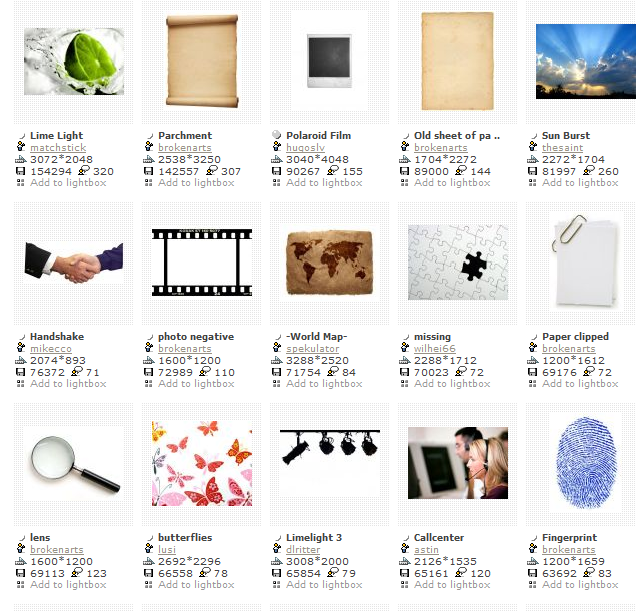 Lime Light
matchstick
3072*2048
154294 320
Add to lightbox
Parchment
brokenarts
2538*3250
142557 307
Add to lightbox
Polaroid Film
hugoslv
3040*4048
90267 155
Add to lightbox
Old sheet of pa ..
brokenarts
1704*2272
89000 144
Add to lightbox
Sun Burst
thesaint
2272*1704
81997 260
Add to lightbox
Handshake
mikecco
2074*893
76372 71
Add to lightbox
KODAK 5T 160 6077
24
photo negative
brokenarts
1600*1200
72989 110
Add to lightbox
-World Map-
spekulator
3288*2520
71754 84
Add to lightbox
missing
wilhei66
2288*1712
70023 72
Add to lightbox
Paper clipped
brokenarts
1200*1612
69176 72
Add to lightbox
lens
brokenarts
1600*1200
69113 123
Add to lightbox
butterflies
lusi
2692*2296
66558 78
Add to lightbox
Limelight 3
dlritter
3008*2000
65854 79
Add to lightbox
Callcenter
astin
2126*1535
65161 120
Add to lightbox
Fingerprint
brokenarts
1200*1659
63692 83
Add to lightbox